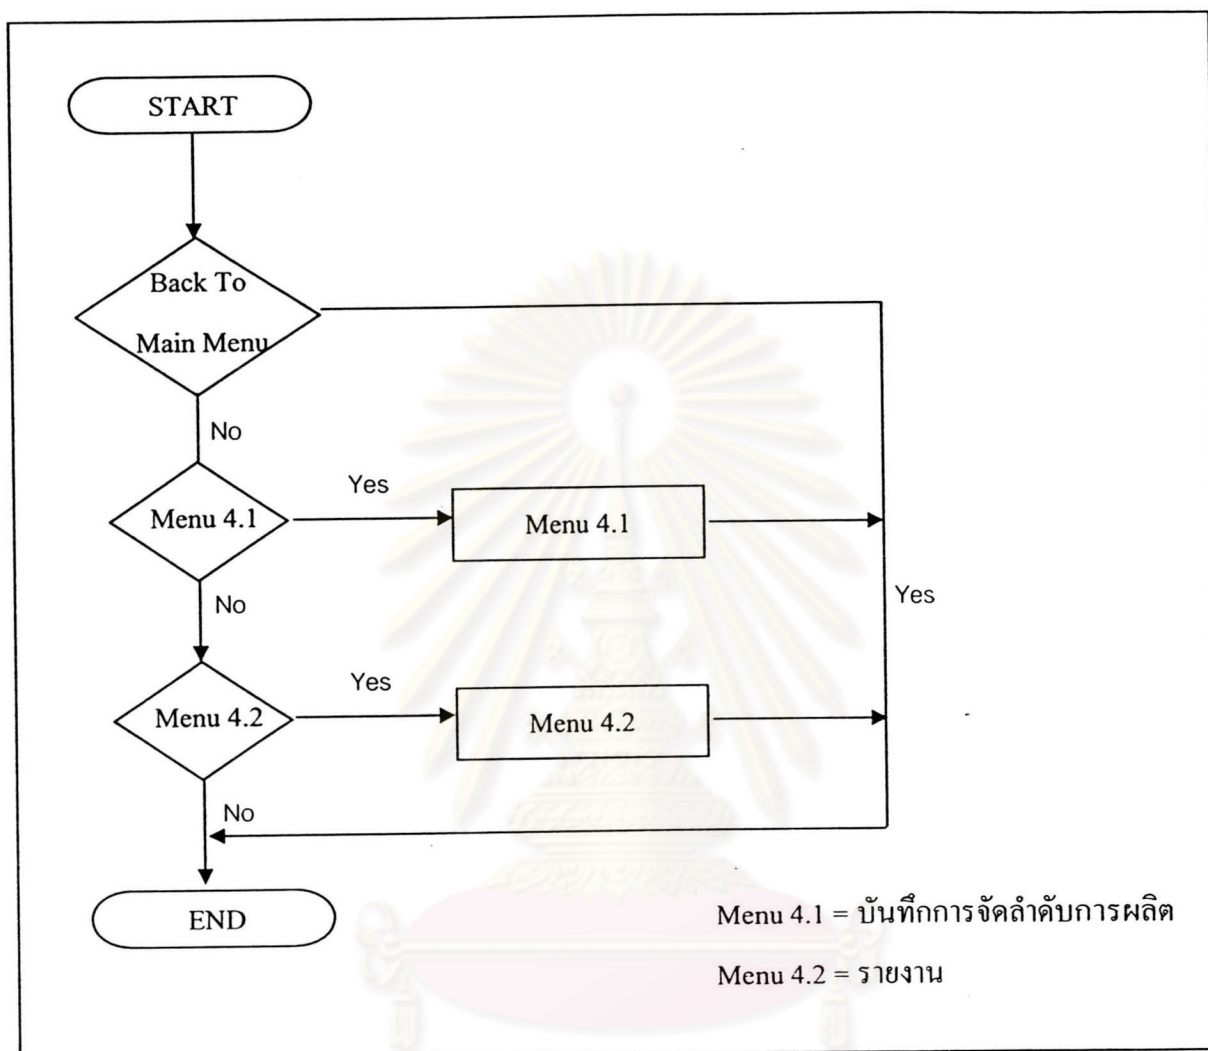 START
Back To
Main Menu
No
Yes
Menu 4.1
Menu 4.1
No
Yes
Yes
Menu 4.2
Menu 4.2
No
END
Menu 4.1 = บันทึกการจัดลำดับการผลิต
Menu 4.2 = รายงาน